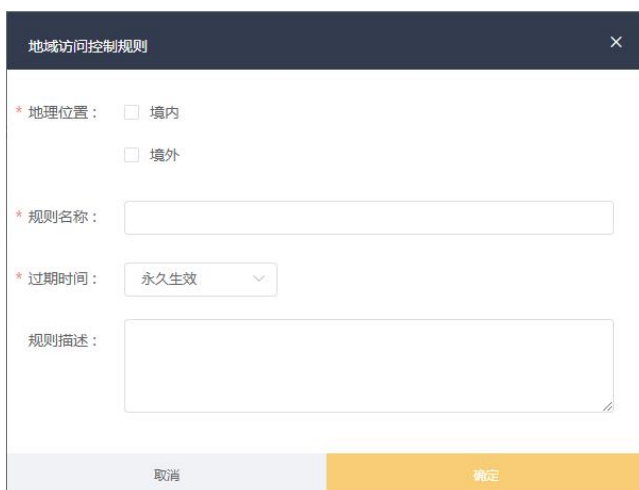 地域访问控制规则
* 地理位置： 境内
境外
* 规则名称：
* 过期时间： 永久生效
规则描述：
取消 确定